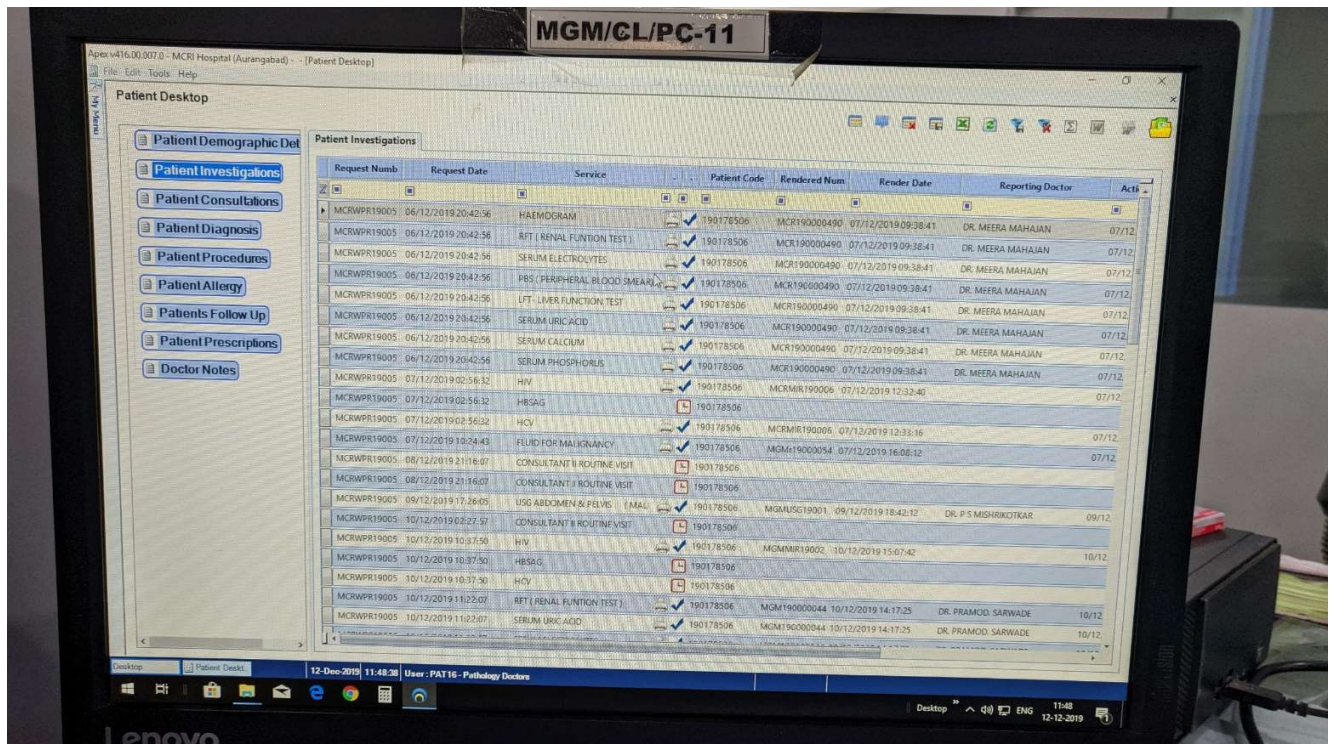 MGM/CL/PC-11
Apex v416.00.007.0 - MCRI Hospital (Aurangabad) - - [Patient Desktop]
File Edit Tools Help
My Menu
Patient Desktop
Patient Demographic Det
Patient Investigations
Patient Consultations
Patient Diagnosis
Patient Procedures
Patient Allergy
Patients Follow Up
Patient Prescriptions
Doctor Notes
Patient Investigations
Request Numb Request Date Service Patient Code Rendered Num Render Date Reporting Doctor Acti
MCRWPR19005 06/12/2019 20:42:56 HAEMOGRAM 190178506 MCR190000490 07/12/2019 09:38:41 DR. MEERA MAHAJAN 07/12
MCRWPR19005 06/12/2019 20:42:56 RFT ( RENAL FUNTION TEST ) 190178506 MCR190000490 07/12/2019 09:38:41 DR. MEERA MAHAJAN 07/12
MCRWPR19005 06/12/2019 20:42:56 SERUM ELECTROLYTES 190178506 MCR190000490 07/12/2019 09:38:41 DR. MEERA MAHAJAN 07/12
MCRWPR19005 06/12/2019 20:42:56 PBS ( PERIPHERAL BLOOD SMEAR) 190178506 MCR190000490 07/12/2019 09:38:41 DR. MEERA MAHAJAN 07/12
MCRWPR19005 06/12/2019 20:42:56 LFT- LIVER FUNCTION TEST 190178506 MCR190000490 07/12/2019 09:38:41 DR. MEERA MAHAJAN 07/12
MCRWPR19005 06/12/2019 20:42:56 SERUM URIC ACID 190178506 MCR190000490 07/12/2019 09:38:41 DR. MEERA MAHAJAN 07/12
MCRWPR19005 06/12/2019 20:42:56 SERUM CALCIUM 190178506 MCR190000490 07/12/2019 09:38:41 DR. MEERA MAHAJAN 07/12
MCRWPR19005 06/12/2019 20:42:56 SERUM PHOSPHORUS 190178506 MCR190000490 07/12/2019 09:38:41 DR. MEERA MAHAJAN 07/12
MCRWPR19005 07/12/2019 02:56:32 HIV 190178506 MCRMIR190006 07/12/2019 12:32:40 07/12
MCRWPR19005 07/12/2019 02:56:32 HBSAG 190178506
MCRWPR19005 07/12/2019 02:56:32 HCV 190178506 MCRMIR190006 07/12/2019 12:33:16 07/12
MCRWPR19005 07/12/2019 10:24:43 FLUID FOR MALIGNANCY 190178506 MGMr19000054 07/12/2019 16:08:12 07/12
MCRWPR19005 08/12/2019 21:16:07 CONSULTANT II ROUTINE VISIT 190178506
MCRWPR19005 08/12/2019 21:16:07 CONSULTANT II ROUTINE VISIT 190178506
MCRWPR19005 09/12/2019 17:26:05 USG ABDOMEN & PELVIS ( MAL 190178506 MGMUSG19001 09/12/2019 18:42:12 DR. P S MISHRIKOTKAR 09/12
MCRWPR19005 10/12/2019 02:27:57 CONSULTANT II ROUTINE VISIT 190178506
MCRWPR19005 10/12/2019 10:37:50 HIV 190178506 MGMMIR19002 10/12/2019 15:07:42 10/12
MCRWPR19005 10/12/2019 10:37:50 HBSAG 190178506
MCRWPR19005 10/12/2019 10:37:50 HCV 190178506
MCRWPR19005 10/12/2019 11:22:07 RFT ( RENAL FUNTION TEST ) 190178506 MGM190000044 10/12/2019 14:17:25 DR. PRAMOD. SARWADE 10/12
MCRWPR19005 10/12/2019 11:22:07 SERUM URIC ACID 190178506 MGM190000044 10/12/2019 14:17:25 DR. PRAMOD. SARWADE 10/12
Desktop Patient Deskt.. 12-Dec-2019 11:48:38 User : PAT16 - Pathology Doctors
Desktop ENG 11:48
12-12-2019
Lenovo